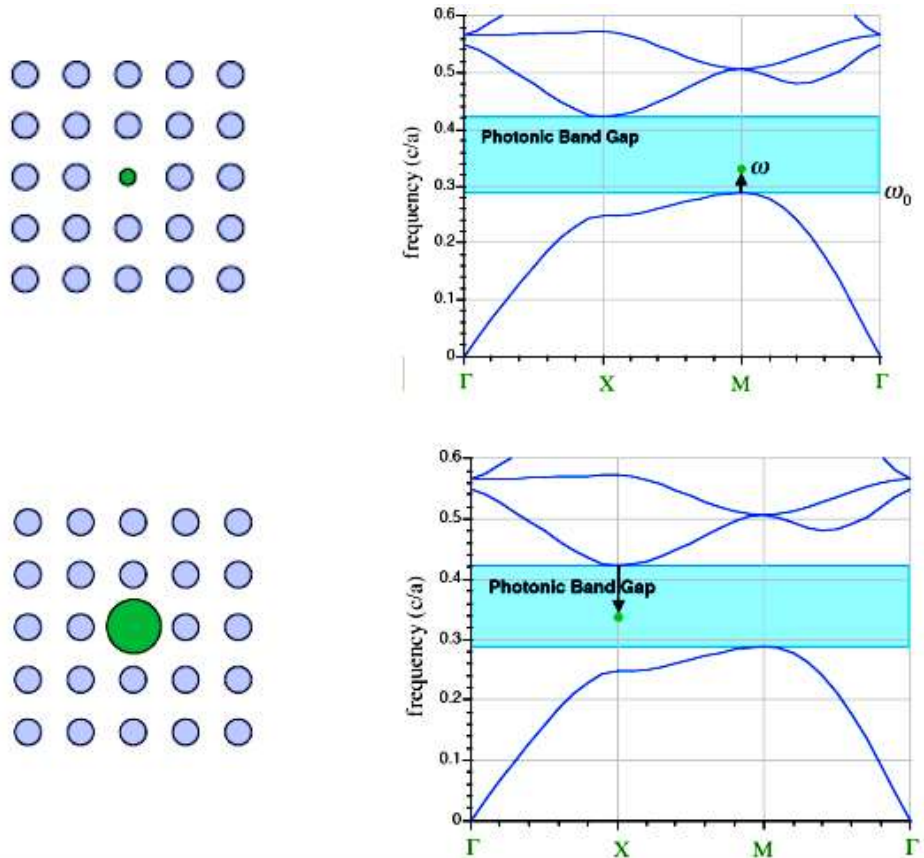 0.6
0.5
0.4
0.3
0.2
0.1
0
frequency (c/a)
Photonic Band Gap
ω
ω₀
Γ X M Γ
0.6
0.5
0.4
0.3
0.2
0.1
0
frequency (c/a)
Photonic Band Gap
Γ X M Γ